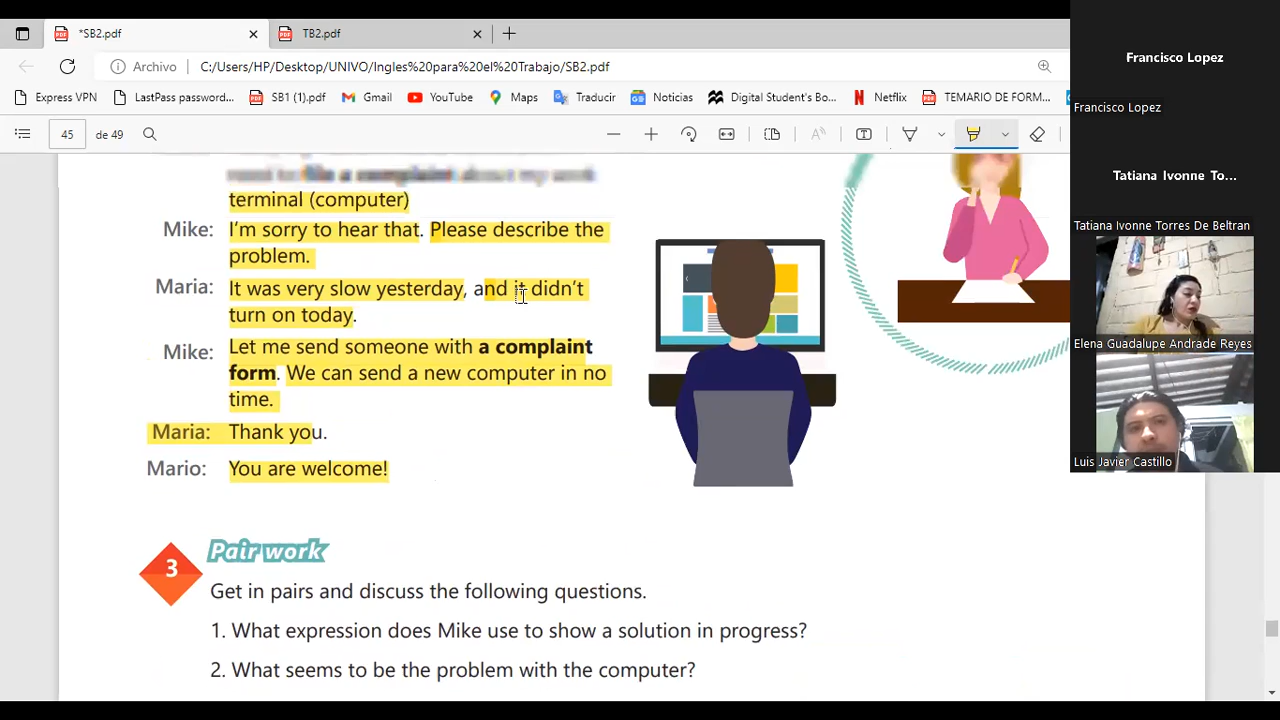 *SB2.pdf
TB2.pdf
Archivo C:/Users/HP/Desktop/UNIVO/Ingles%20para%20el%20Trabajo/SB2.pdf
Express VPN LastPass password... SB1 (1).pdf Gmail YouTube Maps Traducir Noticias Digital Student's Bo... Netflix TEMARIO DE FORM...
45 de 49
file a complaint about my work
terminal (computer)
Mike: I'm sorry to hear that. Please describe the
problem.
Maria: It was very slow yesterday, and it didn't
turn on today.
Mike: Let me send someone with a complaint
form. We can send a new computer in no
time.
Maria: Thank you.
Mario: You are welcome!
3 Pair work
Get in pairs and discuss the following questions.
1. What expression does Mike use to show a solution in progress?
2. What seems to be the problem with the computer?
Francisco Lopez
Francisco Lopez
Tatiana Ivonne To...
Tatiana Ivonne Torres De Beltran
Elena Guadalupe Andrade Reyes
Luis Javier Castillo